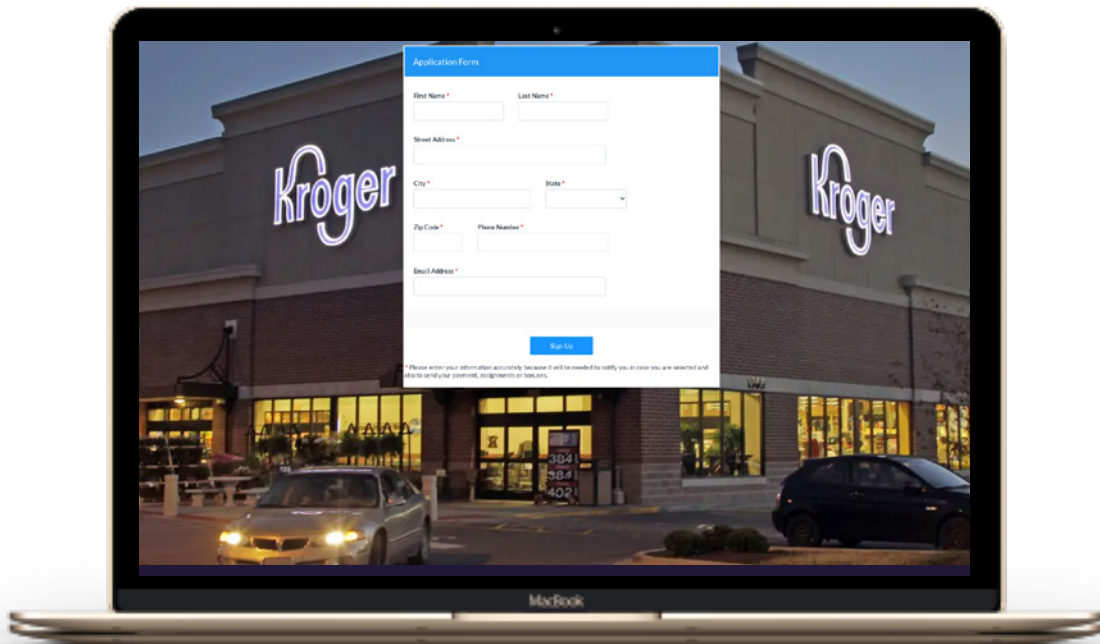 Application Form
First Name * Last Name *
Street Address *
City * State *
Zip Code * Phone Number *
Email Address *
Sign Up
* Please enter your information accurately because it will be needed to notify you in case you are selected and
also to send your payment, assignments or bonuses.
Kroger Kroger
384
384
402
MacBook